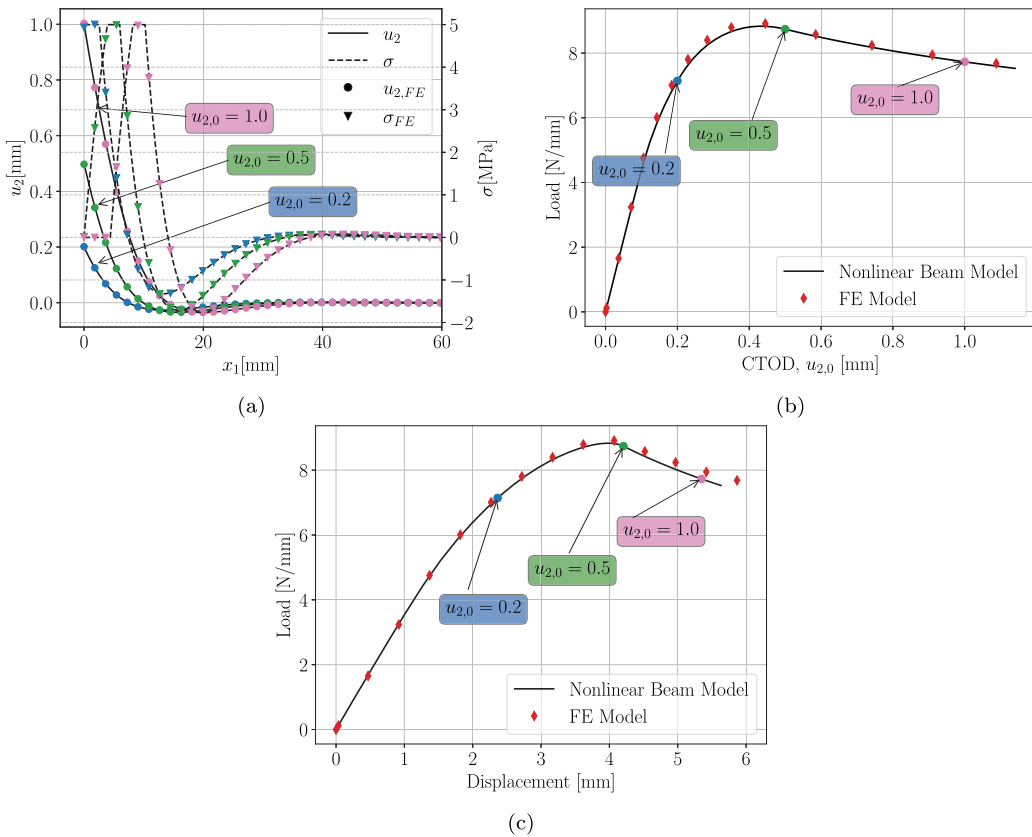 1.0
0.8
0.6
0.4
0.2
0.0
u₂[mm]
5
4
3
2
1
0
−1
−2
σ[MPa]
u₂
σ
u₂,FE
σFE
u₂,₀ = 1.0
u₂,₀ = 0.5
u₂,₀ = 0.2
0 20 40 60
x₁[mm]
(a)
8
6
4
2
0
Load [N/mm]
u₂,₀ = 1.0
u₂,₀ = 0.5
u₂,₀ = 0.2
Nonlinear Beam Model
FE Model
0.0 0.2 0.4 0.6 0.8 1.0
CTOD, u₂,₀ [mm]
(b)
8
6
4
2
0
Load [N/mm]
u₂,₀ = 1.0
u₂,₀ = 0.5
u₂,₀ = 0.2
Nonlinear Beam Model
FE Model
0 1 2 3 4 5 6
Displacement [mm]
(c)